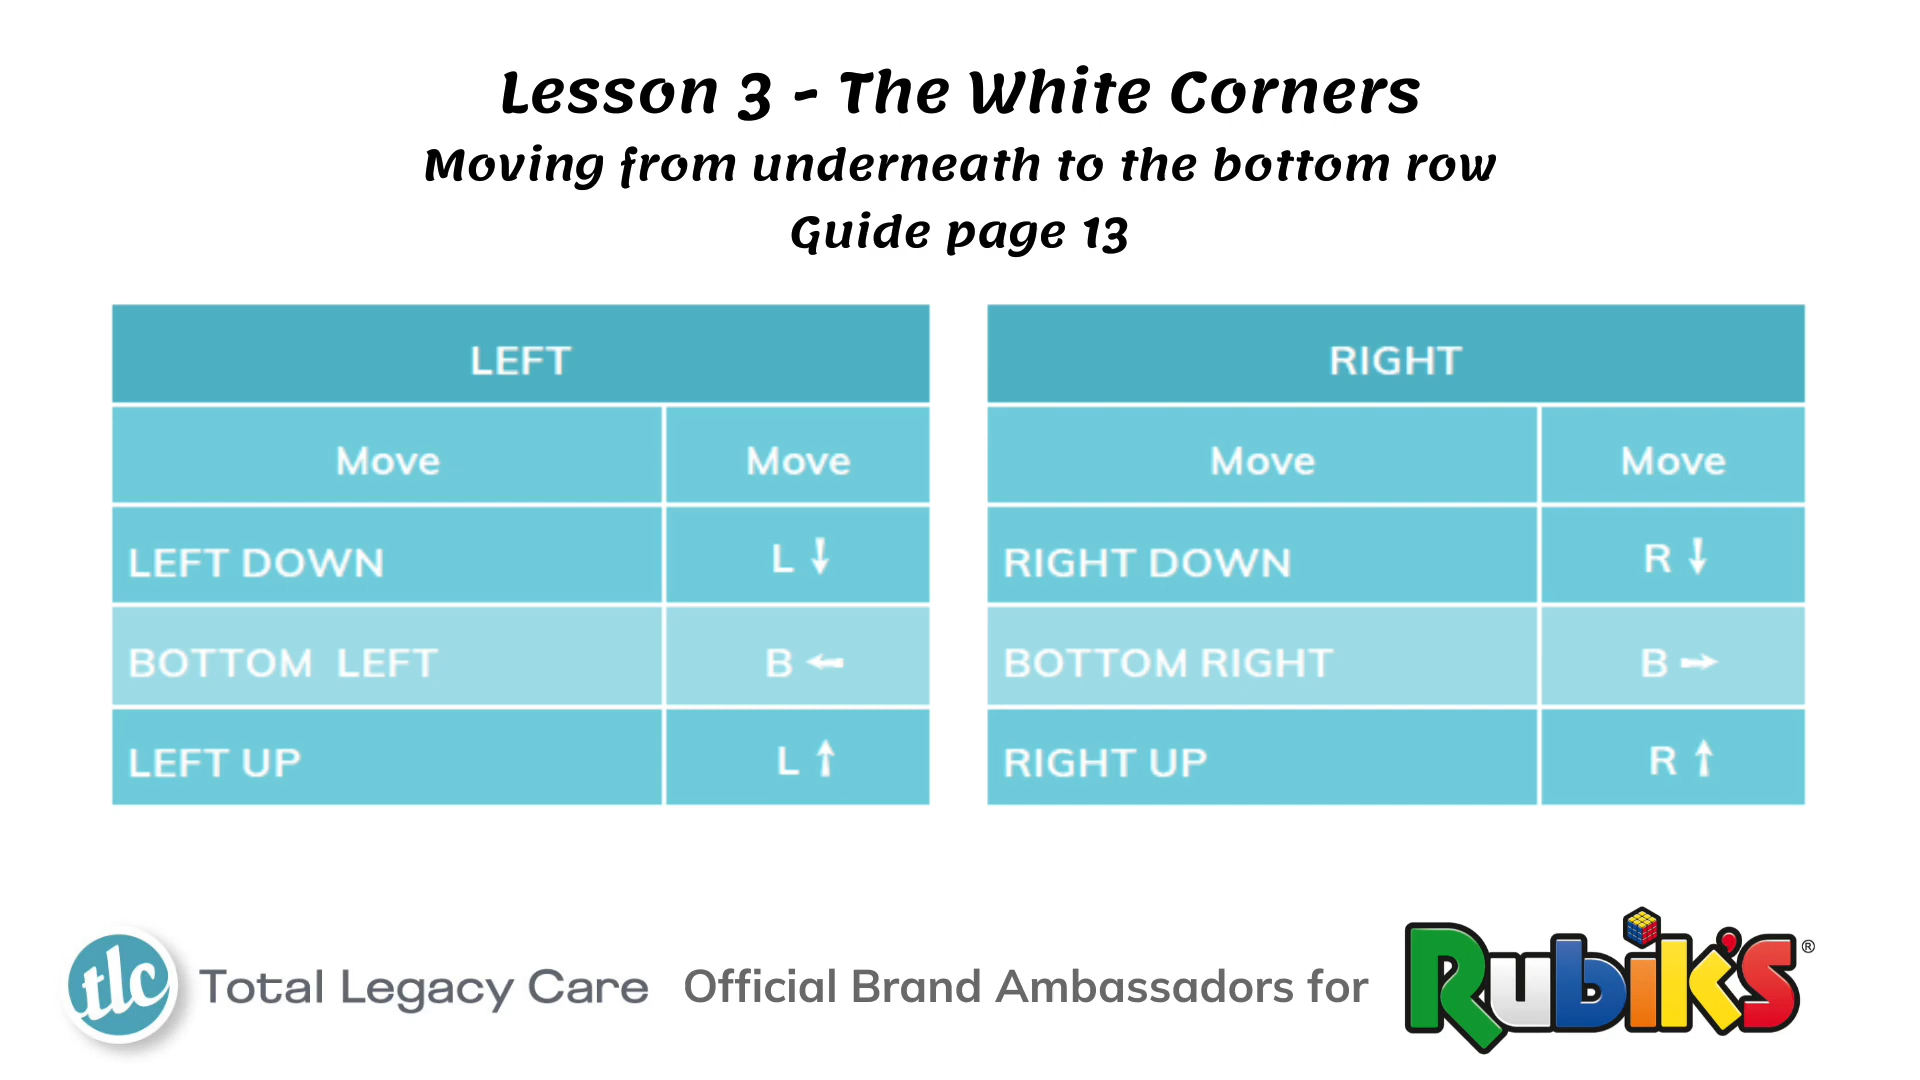 Lesson 3 - The White Corners
Moving from underneath to the bottom row
Guide page 13
LEFT
Move Move
LEFT DOWN L ↓
BOTTOM LEFT B ←
LEFT UP L ↑
RIGHT
Move Move
RIGHT DOWN R ↓
BOTTOM RIGHT B →
RIGHT UP R ↑
tlc Total Legacy Care Official Brand Ambassadors for Rubik's ®